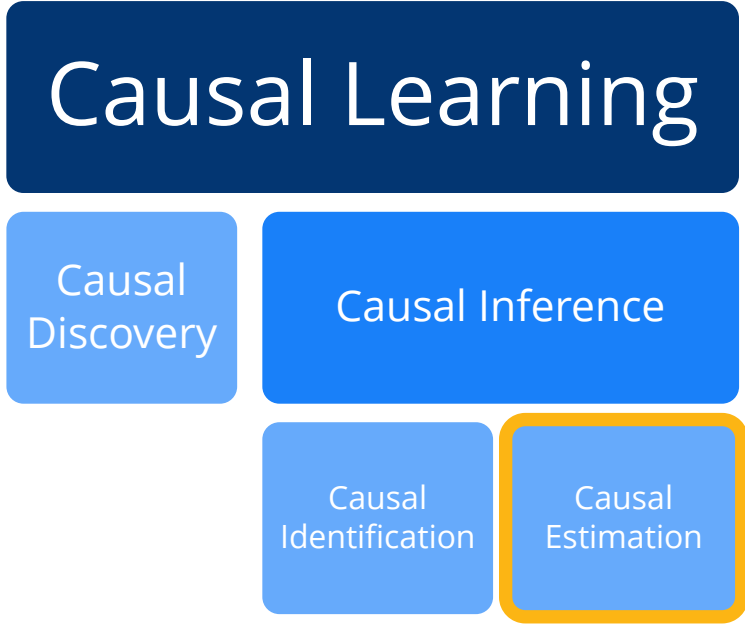 Causal Learning
Causal
Discovery
Causal Inference
Causal
Identification
Causal
Estimation